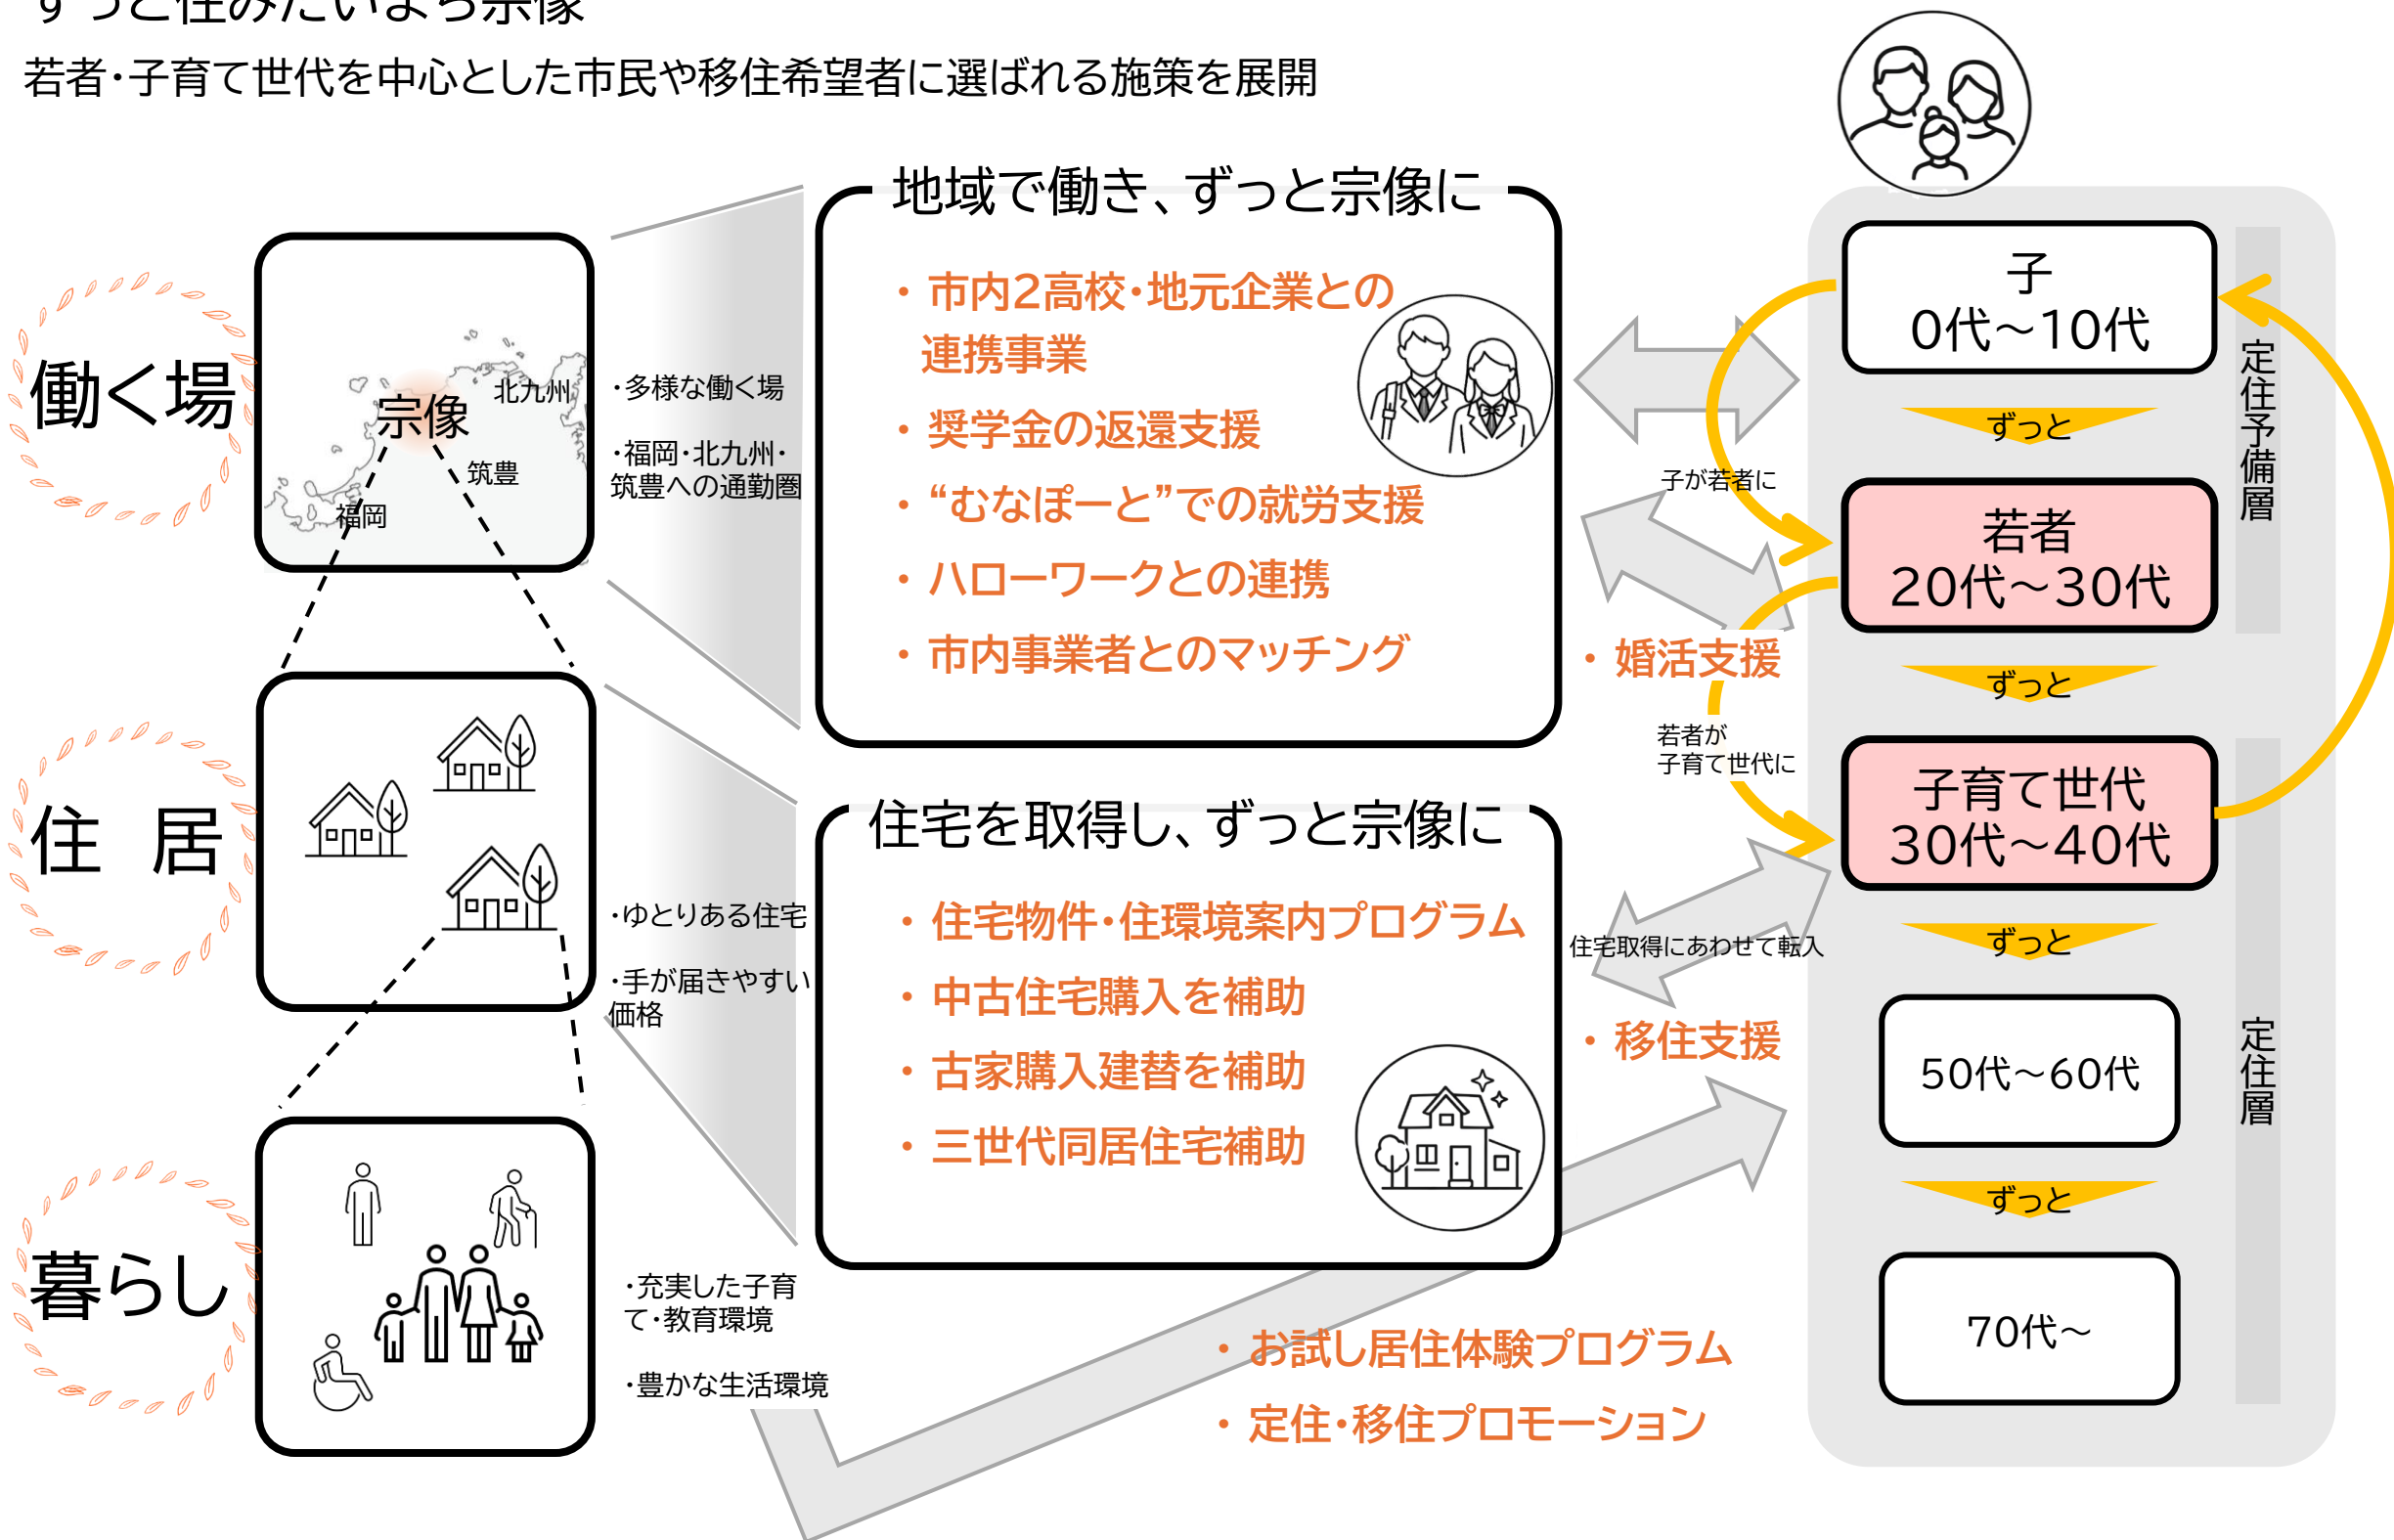 ずっと住みたいまち宗像
若者・子育て世代を中心とした市民や移住希望者に選ばれる施策を展開
働く場
宗像
北九州
筑豊
福岡
・多様な働く場
・福岡・北九州・
筑豊への通勤圏
地域で働き、ずっと宗像に
・ 市内2高校・地元企業との
連携事業
・ 奨学金の返還支援
・ “むなぽーと”での就労支援
・ ハローワークとの連携
・ 市内事業者とのマッチング
住 居
・ゆとりある住宅
・手が届きやすい
価格
住宅を取得し、ずっと宗像に
・ 住宅物件・住環境案内プログラム
・ 中古住宅購入を補助
・ 古家購入建替を補助
・ 三世代同居住宅補助
暮らし
・充実した子育
て・教育環境
・豊かな生活環境
・ お試し居住体験プログラム
・ 定住・移住プロモーション
子が若者に
・ 婚活支援
若者が
子育て世代に
住宅取得にあわせて転入
・ 移住支援
子
0代～10代
ずっと
若者
20代～30代
ずっと
子育て世代
30代～40代
ずっと
50代～60代
ずっと
70代～
定住予備層
定住層